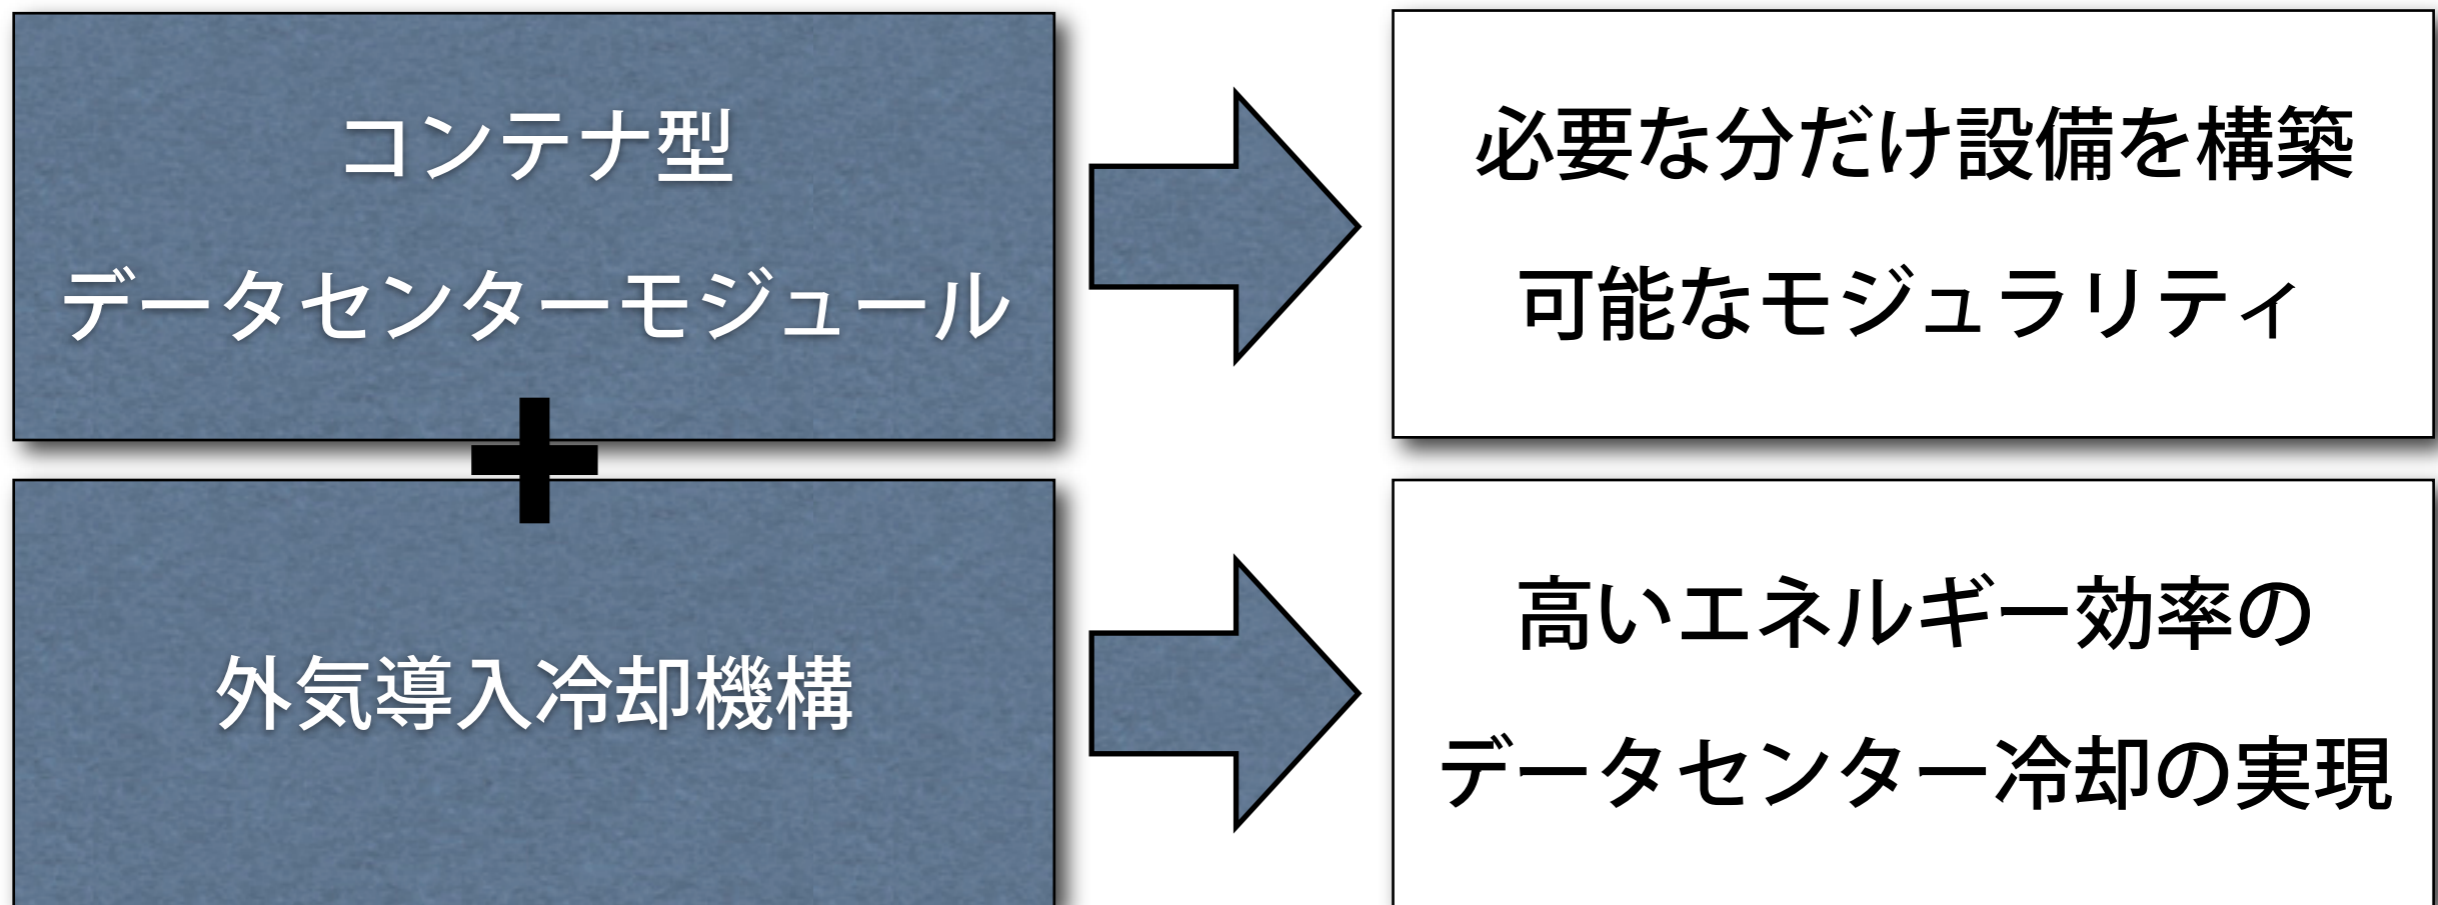 コンテナ型
データセンターモジュール
必要な分だけ設備を構築
可能なモジュラリティ
+
外気導入冷却機構
高いエネルギー効率の
データセンター冷却の実現